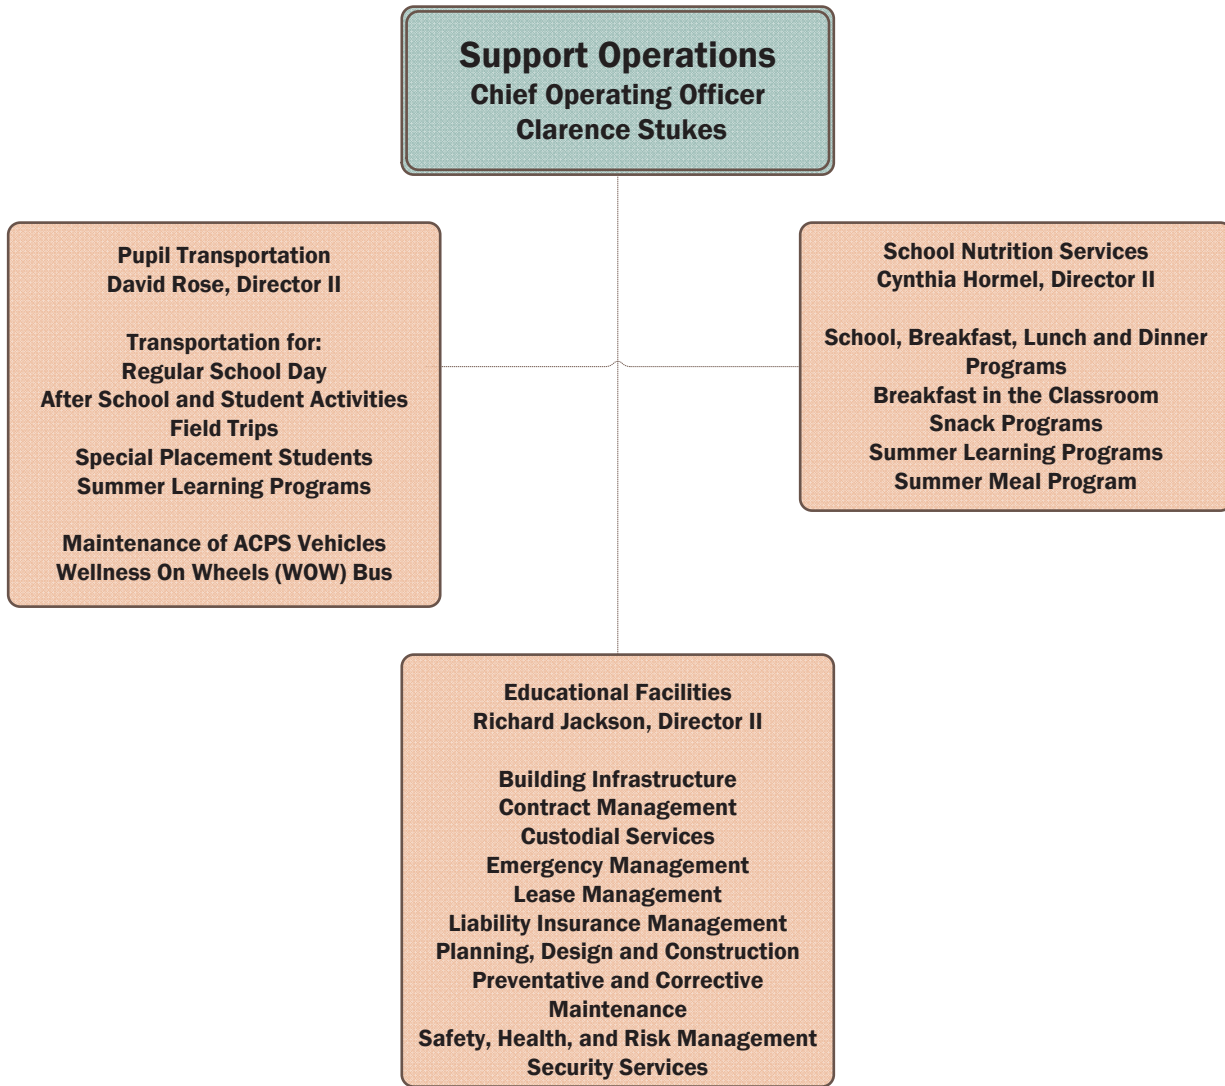 Support Operations
Chief Operating Officer
Clarence Stukes
Pupil Transportation
David Rose, Director II
Transportation for:
Regular School Day
After School and Student Activities
Field Trips
Special Placement Students
Summer Learning Programs
Maintenance of ACPS Vehicles
Wellness On Wheels (WOW) Bus
School Nutrition Services
Cynthia Hormel, Director II
School, Breakfast, Lunch and Dinner
Programs
Breakfast in the Classroom
Snack Programs
Summer Learning Programs
Summer Meal Program
Educational Facilities
Richard Jackson, Director II
Building Infrastructure
Contract Management
Custodial Services
Emergency Management
Lease Management
Liability Insurance Management
Planning, Design and Construction
Preventative and Corrective
Maintenance
Safety, Health, and Risk Management
Security Services